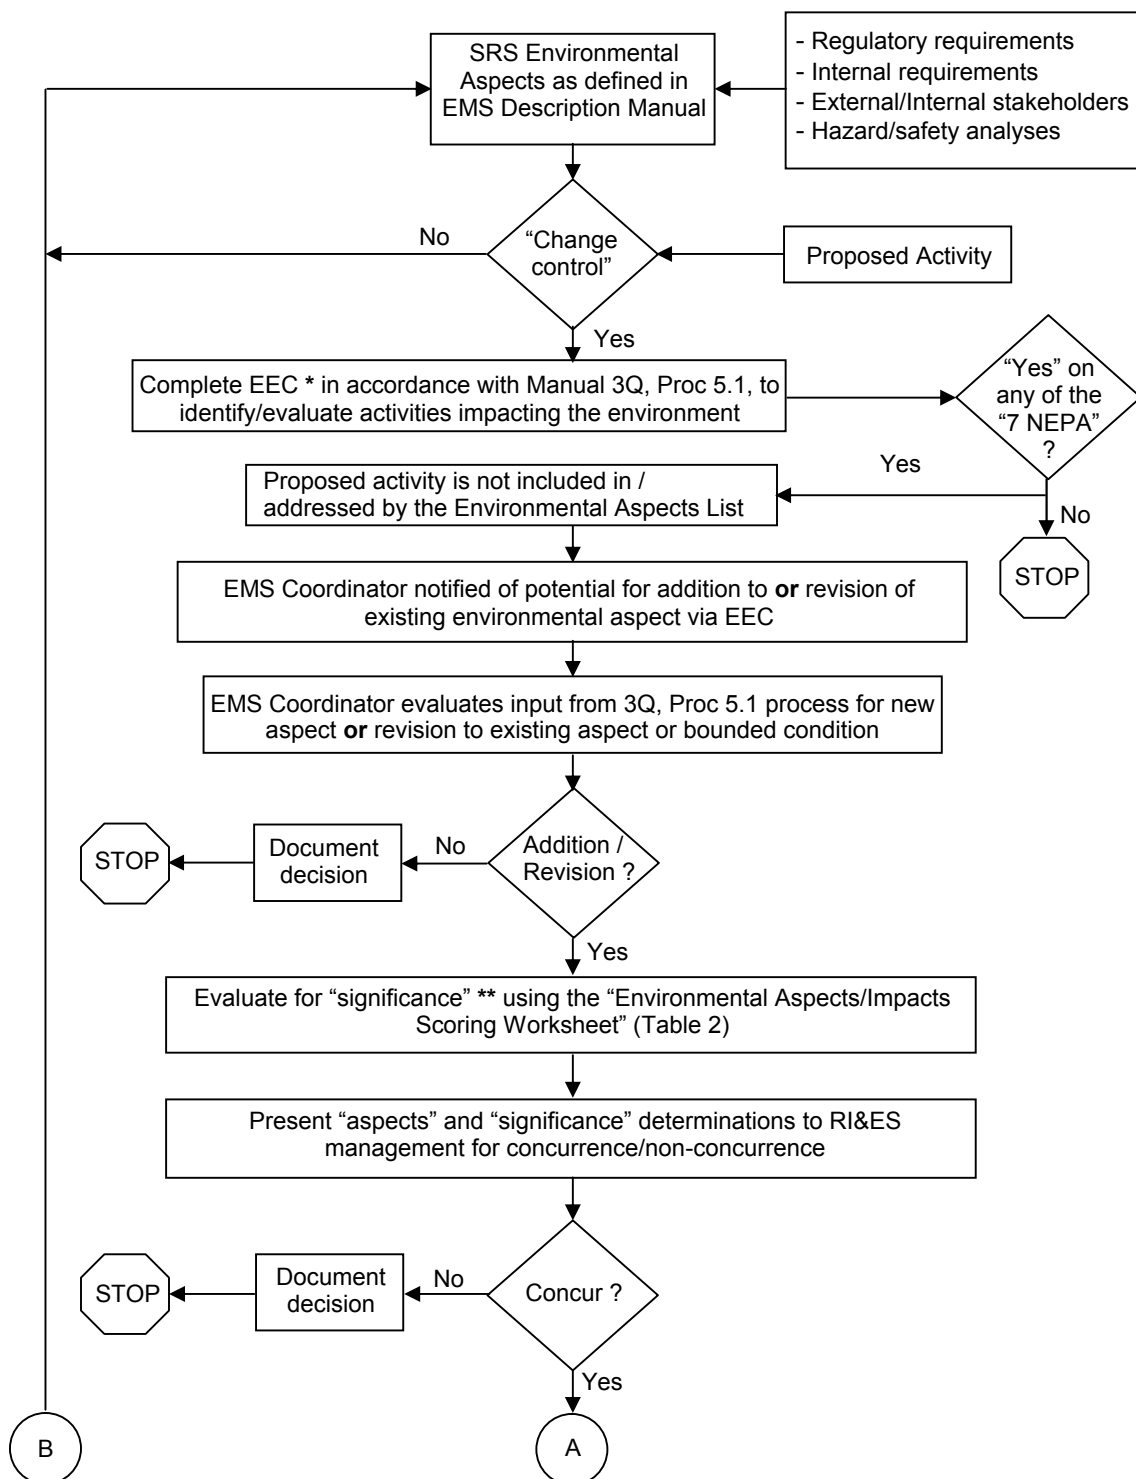 SRS Environmental
Aspects as defined in
EMS Description Manual
- Regulatory requirements
- Internal requirements
- External/Internal stakeholders
- Hazard/safety analyses
No
“Change
control”
Proposed Activity
Yes
Complete EEC * in accordance with Manual 3Q, Proc 5.1, to
identify/evaluate activities impacting the environment
“Yes” on
any of the
“7 NEPA”
?
Yes
Proposed activity is not included in /
addressed by the Environmental Aspects List
No
STOP
EMS Coordinator notified of potential for addition to or revision of
existing environmental aspect via EEC
EMS Coordinator evaluates input from 3Q, Proc 5.1 process for new
aspect or revision to existing aspect or bounded condition
STOP
Document
decision
No
Addition /
Revision ?
Yes
Evaluate for “significance” ** using the “Environmental Aspects/Impacts
Scoring Worksheet” (Table 2)
Present “aspects” and “significance” determinations to RI&ES
management for concurrence/non-concurrence
STOP
Document
decision
No
Concur ?
Yes
B
A